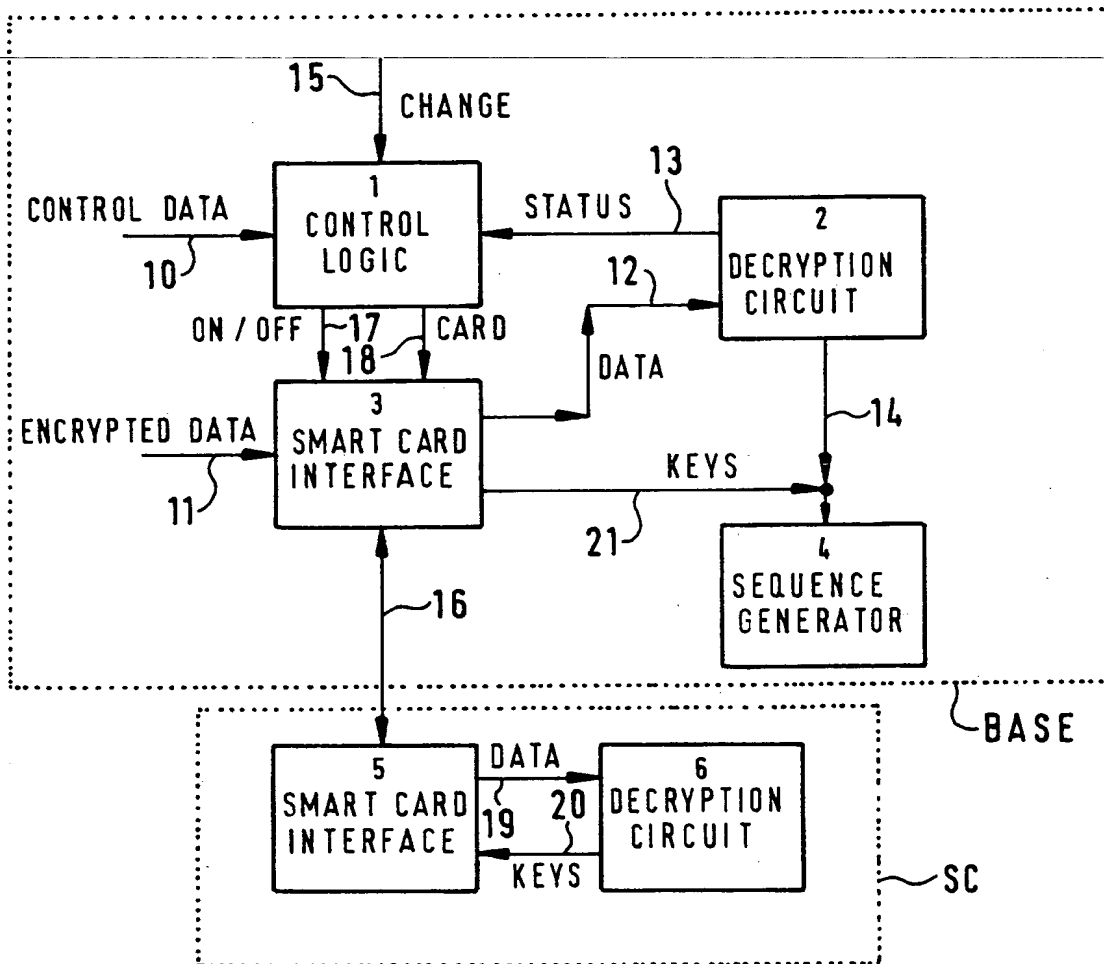 15
CHANGE
1
CONTROL
LOGIC
CONTROL DATA
10
STATUS
13
2
DECRYPTION
CIRCUIT
12
ON / OFF
17
18
CARD
DATA
3
SMART CARD
INTERFACE
ENCRYPTED DATA
11
14
KEYS
21
4
SEQUENCE
GENERATOR
16
BASE
5
SMART CARD
INTERFACE
DATA
19
20
KEYS
6
DECRYPTION
CIRCUIT
SC